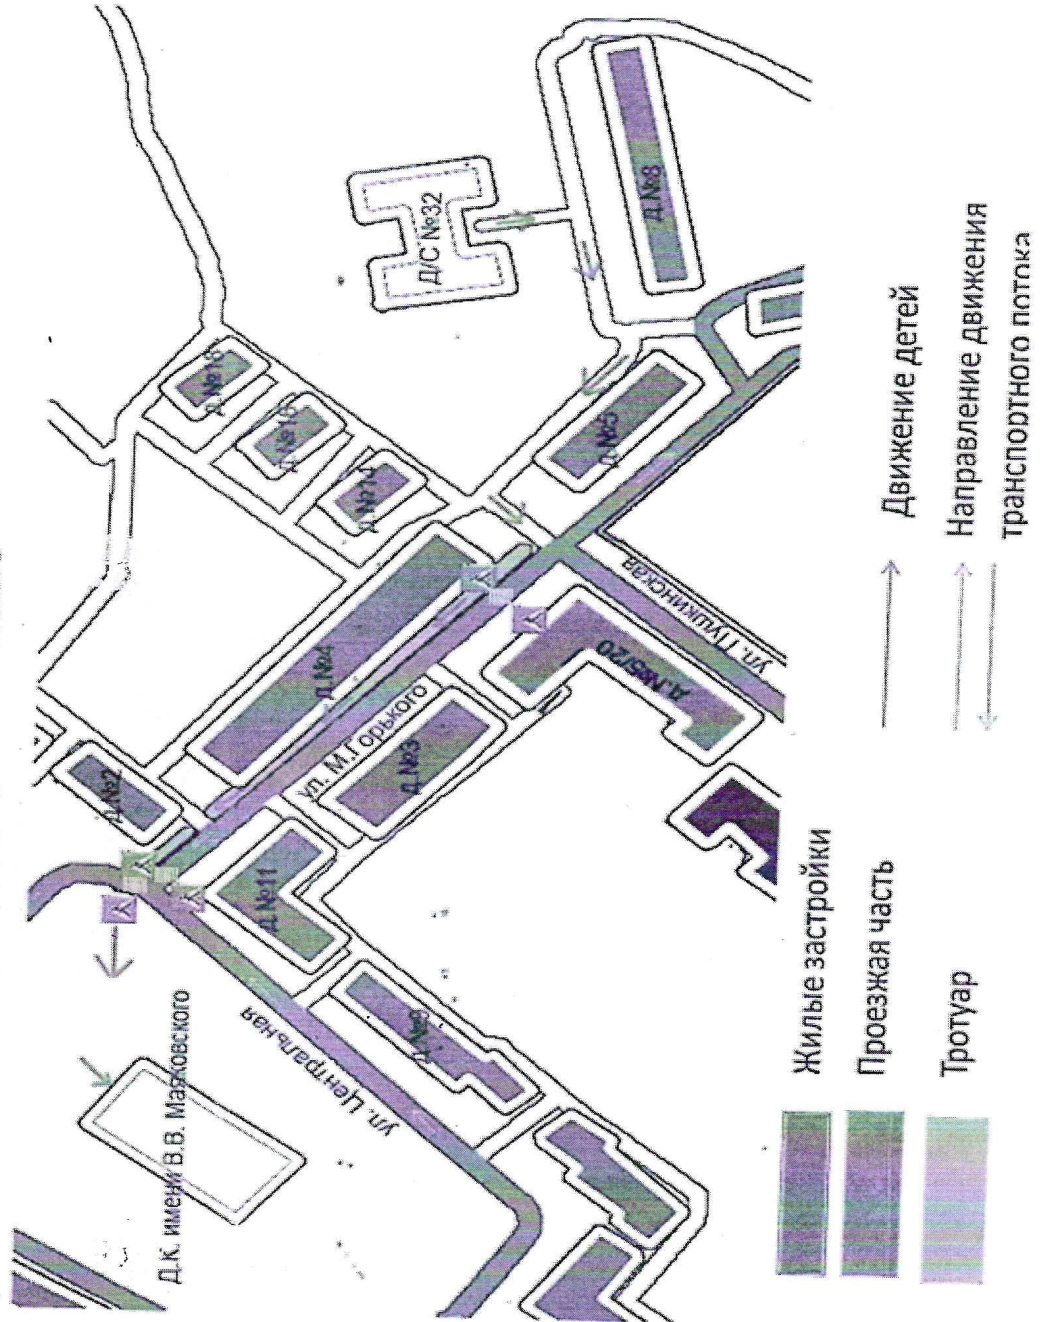 Д.К. имени В.В. Маяковского
ул. Центральная
Д.№2
Д.№11
Д.№4
ул. М.Горького
Д.№3
Д.№5/20
ул. Пушкинская
Д.№14
Д.№16
Д.№5
Д/С №32
Д.№8
Жилые застройки
Проезжая часть
Тротуар
Движение детей
Направление движения
транспортного потока